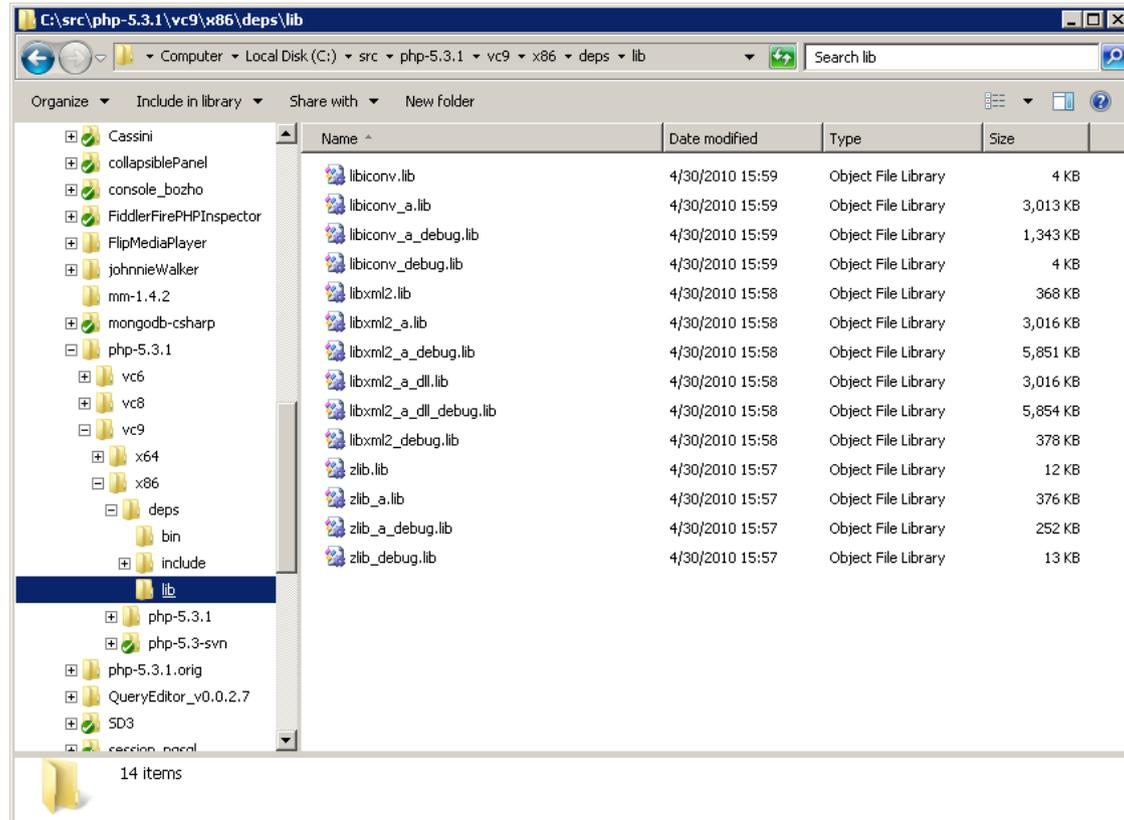 C:\src\php-5.3.1\vc9\x86\deps\lib
Computer Local Disk (C:) src php-5.3.1 vc9 x86 deps lib Search lib
Organize Include in library Share with New folder
Name Date modified Type Size
Cassini
collapsiblePanel
console_bozho
FiddlerFirePHPInspector
FlipMediaPlayer
johnnieWalker
mm-1.4.2
mongodb-csharp
php-5.3.1
vc6
vc8
vc9
x64
x86
deps
bin
include
lib
php-5.3.1
php-5.3-svn
php-5.3.1.orig
QueryEditor_v0.0.2.7
SD3
session_pgsql
libiconv.lib 4/30/2010 15:59 Object File Library 4 KB
libiconv_a.lib 4/30/2010 15:59 Object File Library 3,013 KB
libiconv_a_debug.lib 4/30/2010 15:59 Object File Library 1,343 KB
libiconv_debug.lib 4/30/2010 15:59 Object File Library 4 KB
libxml2.lib 4/30/2010 15:58 Object File Library 368 KB
libxml2_a.lib 4/30/2010 15:58 Object File Library 3,016 KB
libxml2_a_debug.lib 4/30/2010 15:58 Object File Library 5,851 KB
libxml2_a_dll.lib 4/30/2010 15:58 Object File Library 3,016 KB
libxml2_a_dll_debug.lib 4/30/2010 15:58 Object File Library 5,854 KB
libxml2_debug.lib 4/30/2010 15:58 Object File Library 378 KB
zlib.lib 4/30/2010 15:57 Object File Library 12 KB
zlib_a.lib 4/30/2010 15:57 Object File Library 376 KB
zlib_a_debug.lib 4/30/2010 15:57 Object File Library 252 KB
zlib_debug.lib 4/30/2010 15:57 Object File Library 13 KB
14 items